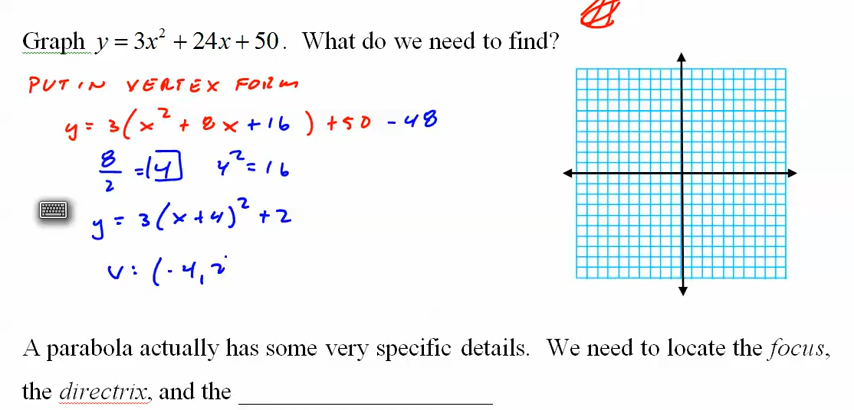 Graph y = 3x² + 24x + 50. What do we need to find?
PUT IN VERTEX FORM
y = 3(x² + 8x + 16 ) + 50 - 48
8/2 = 4 4² = 16
y = 3(x + 4)² + 2
V: (-4, 2
A parabola actually has some very specific details. We need to locate the focus,
the directrix, and the ____________________